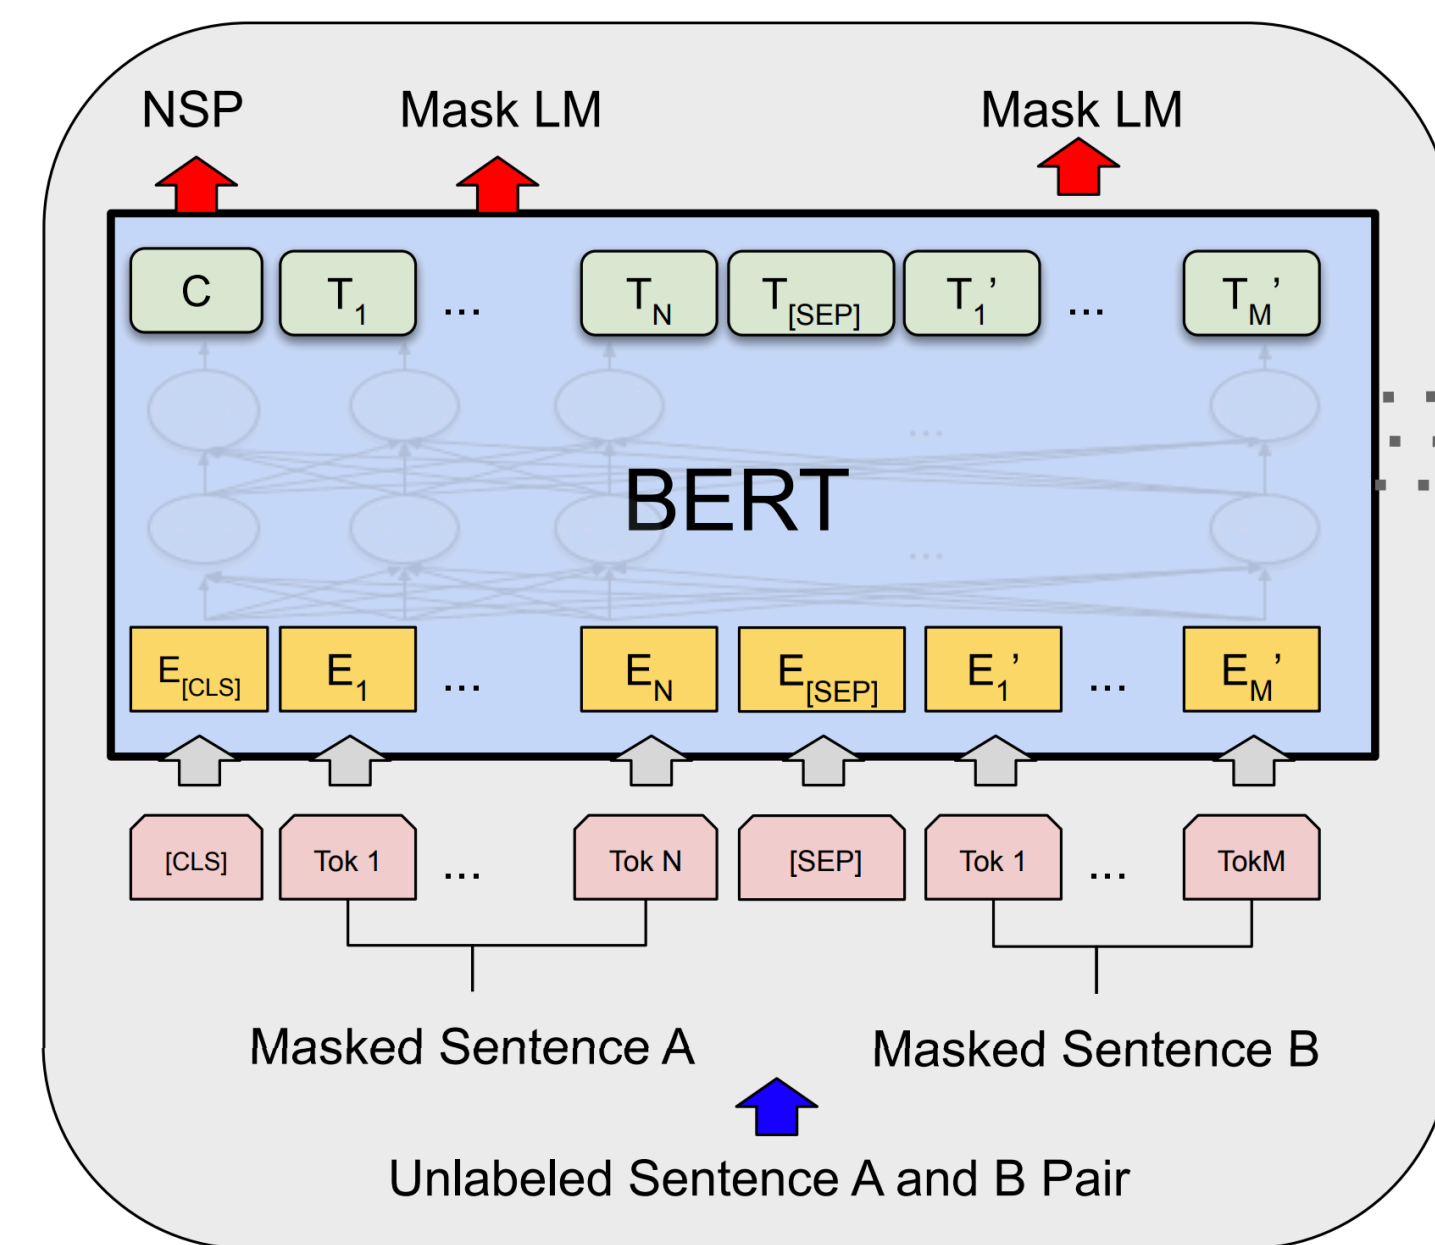 NSP Mask LM Mask LM
C T1 ... TN T[SEP] T1’ ... TM’
...
BERT
...
E[CLS] E1 ... EN E[SEP] E1’ ... EM’
[CLS] Tok 1 ... Tok N [SEP] Tok 1 ... TokM
Masked Sentence A Masked Sentence B
Unlabeled Sentence A and B Pair